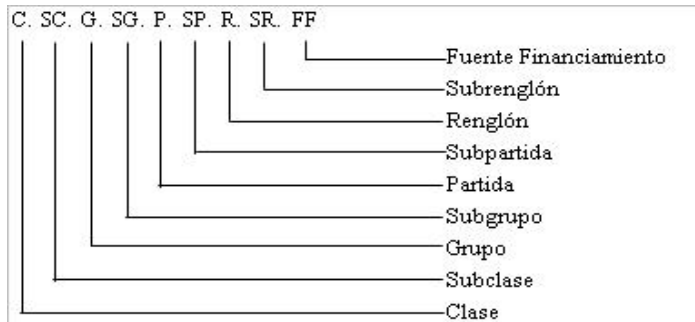 C. SC. G. SG. P. SP. R. SR. FF
Fuente Financiamiento
Subrenglón
Renglón
Subpartida
Partida
Subgrupo
Grupo
Subclase
Clase